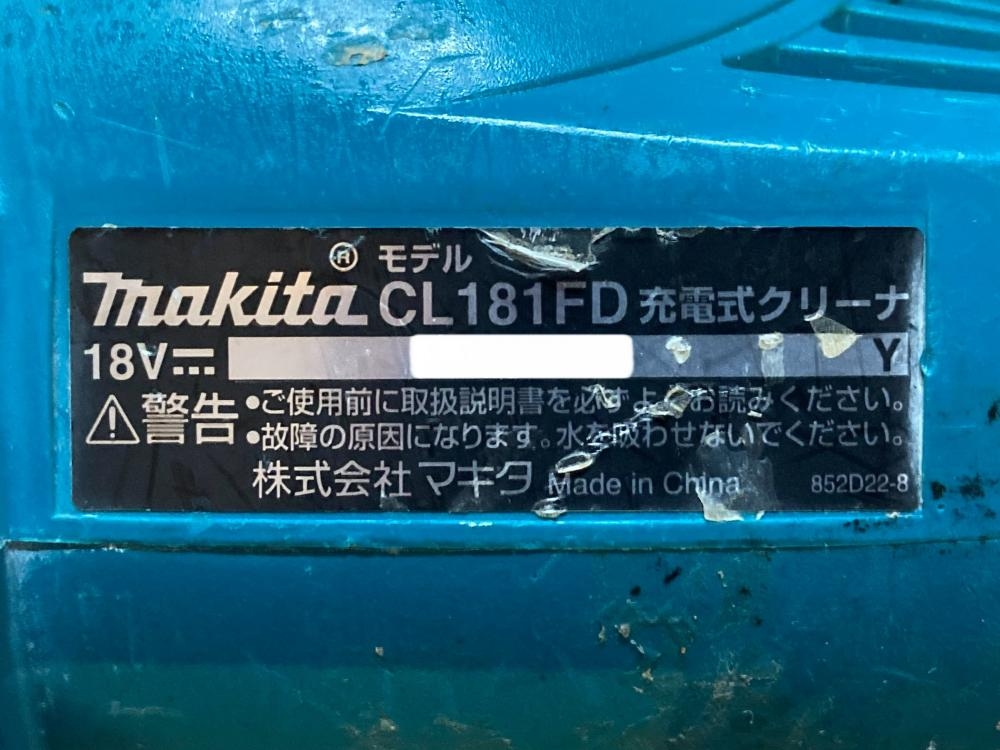 makita® モデル CL181FD 充電式クリーナ
18V Y
⚠警告 •ご使用前に取扱説明書を必ずよくお読みください。
•故障の原因になります。水を吸わせないでください。
株式会社マキタ Made in China 852D22-8